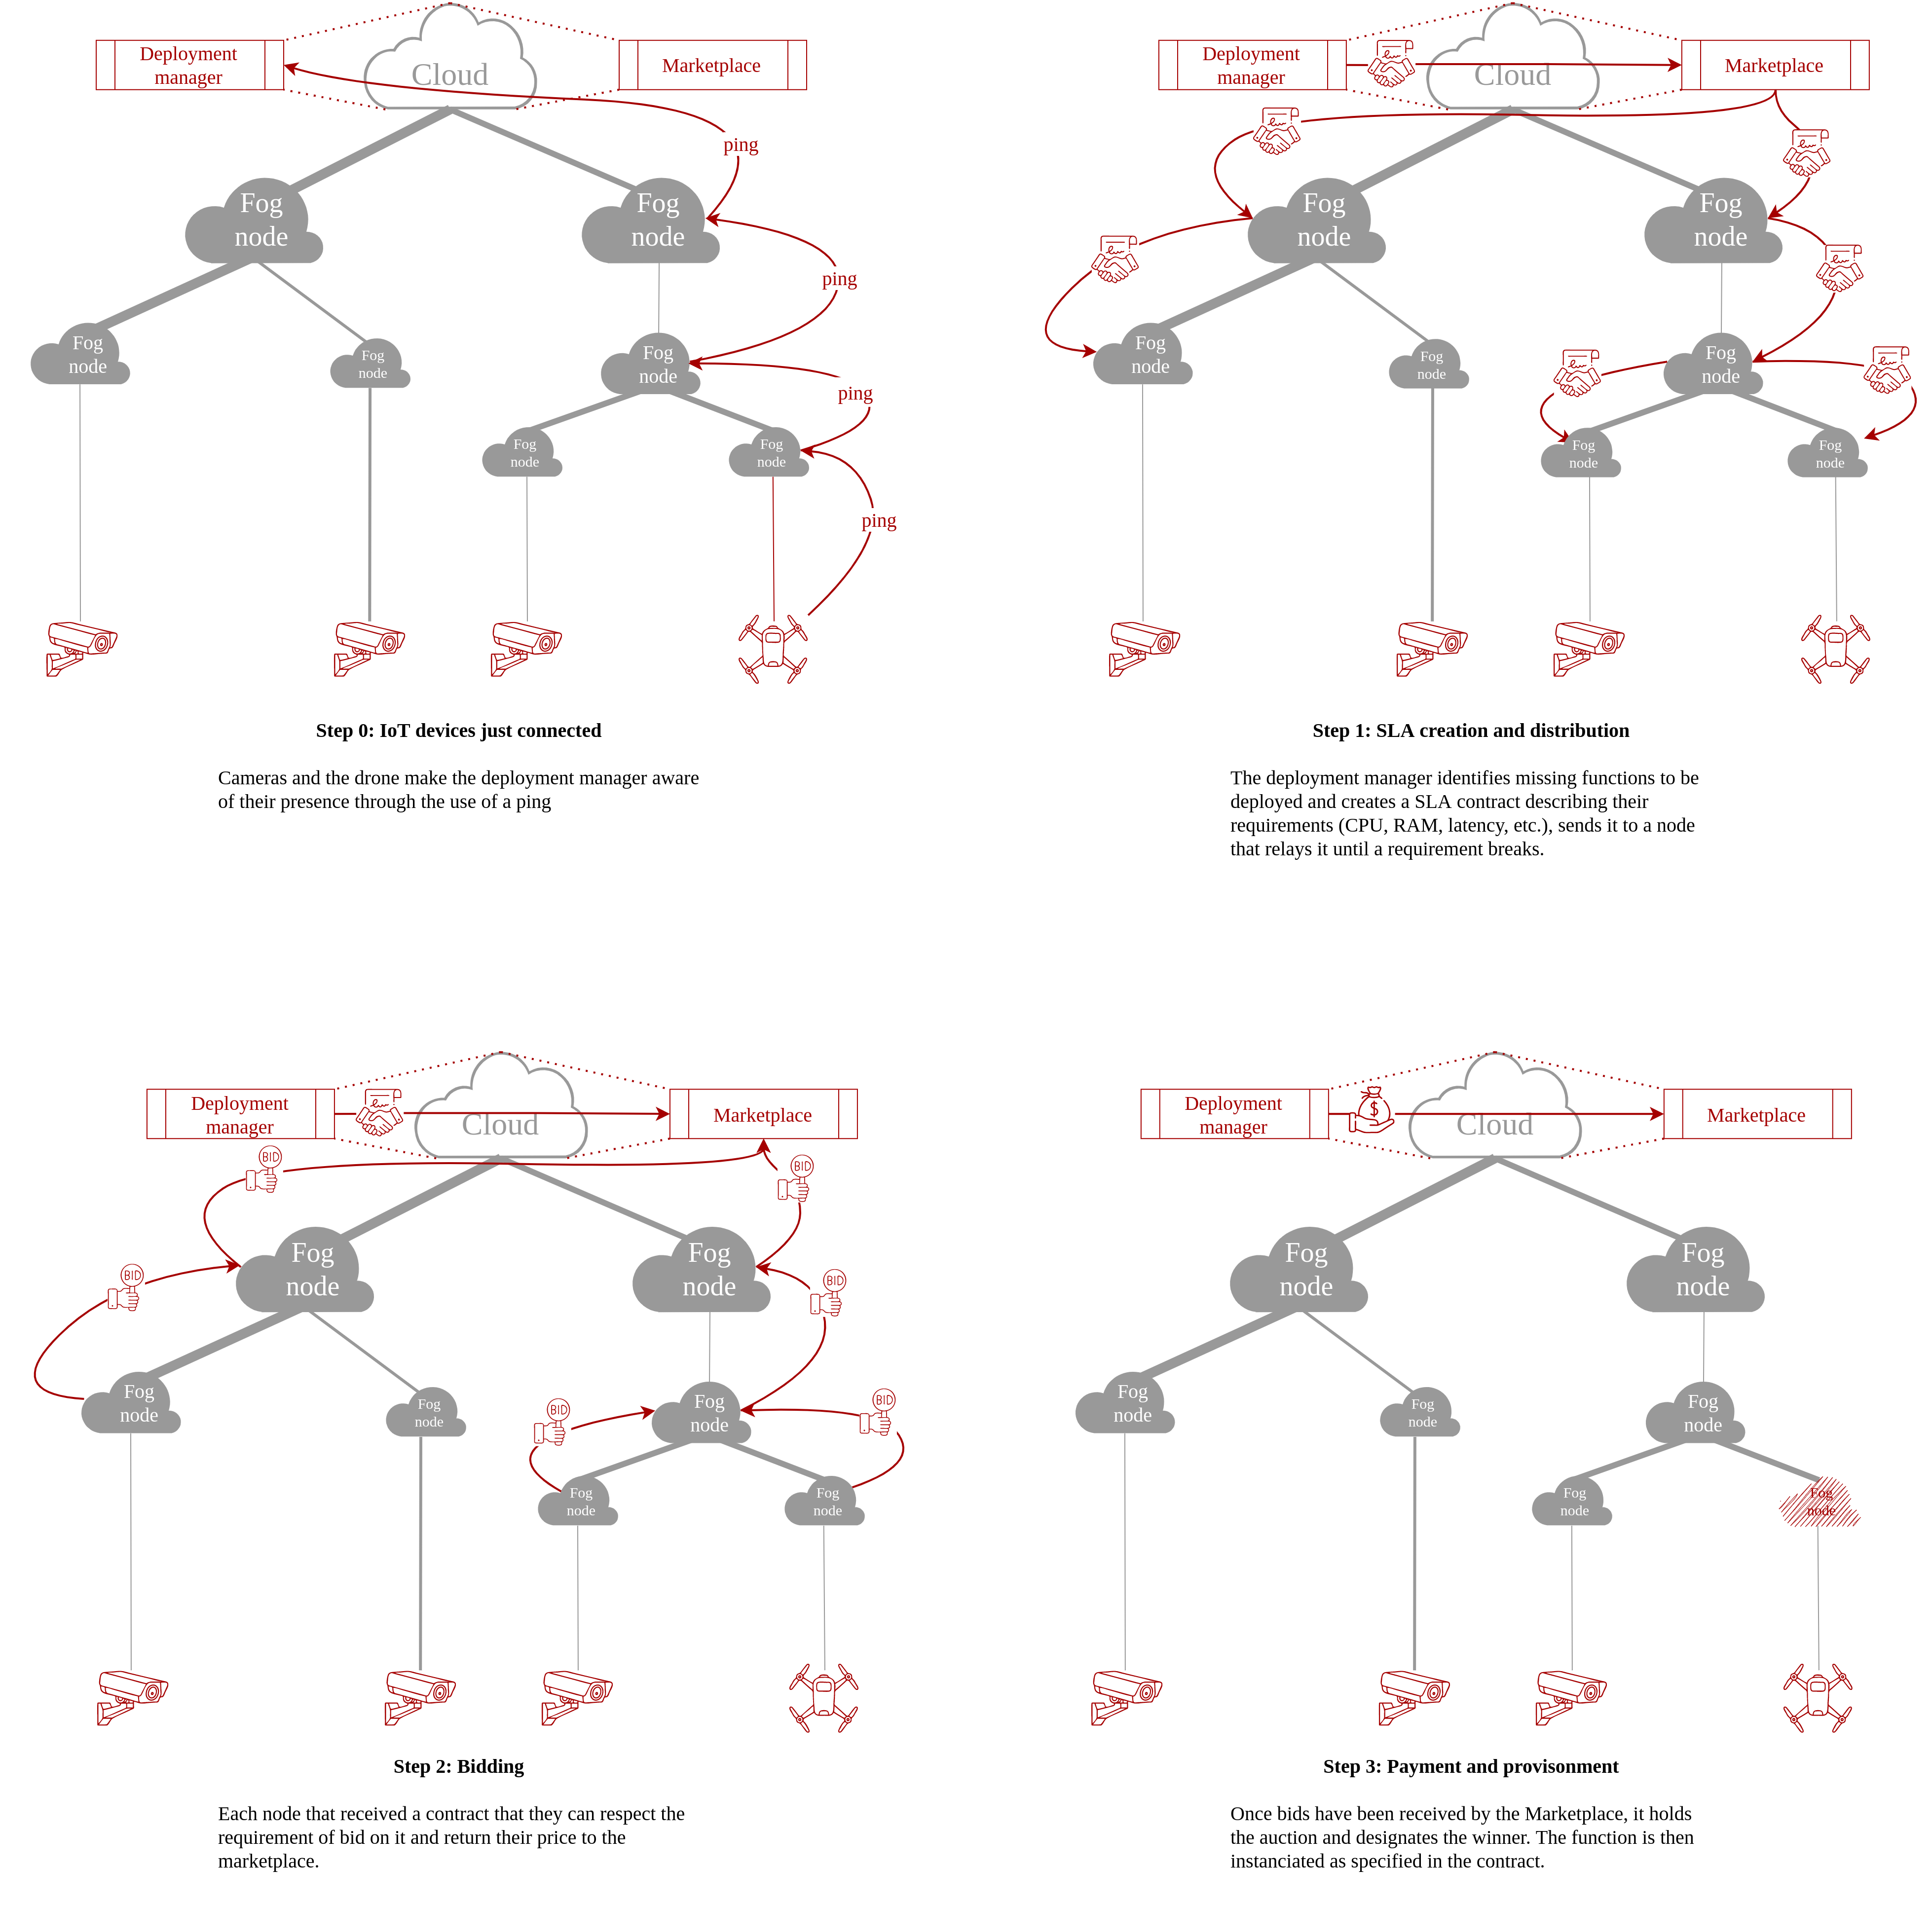 Deployment
manager
Cloud
Marketplace
ping
Fog
node
Fog
node
ping
Fog
node
Fog
node
Fog
node
ping
Fog
node
Fog
node
ping
Step 0: IoT devices just connected
Cameras and the drone make the deployment manager aware
of their presence through the use of a ping
Deployment
manager
Cloud
Marketplace
Fog
node
Fog
node
Fog
node
Fog
node
Fog
node
Fog
node
Fog
node
Step 1: SLA creation and distribution
The deployment manager identifies missing functions to be
deployed and creates a SLA contract describing their
requirements (CPU, RAM, latency, etc.), sends it to a node
that relays it until a requirement breaks.
Deployment
manager
Cloud
Marketplace
BID
BID
Fog
node
Fog
node
BID
BID
Fog
node
Fog
node
Fog
node
BID
BID
Fog
node
Fog
node
Step 2: Bidding
Each node that received a contract that they can respect the
requirement of bid on it and return their price to the
marketplace.
Deployment
manager
$
Cloud
Marketplace
Fog
node
Fog
node
Fog
node
Fog
node
Fog
node
Fog
node
Fog
node
Step 3: Payment and provisonment
Once bids have been received by the Marketplace, it holds
the auction and designates the winner. The function is then
instanciated as specified in the contract.